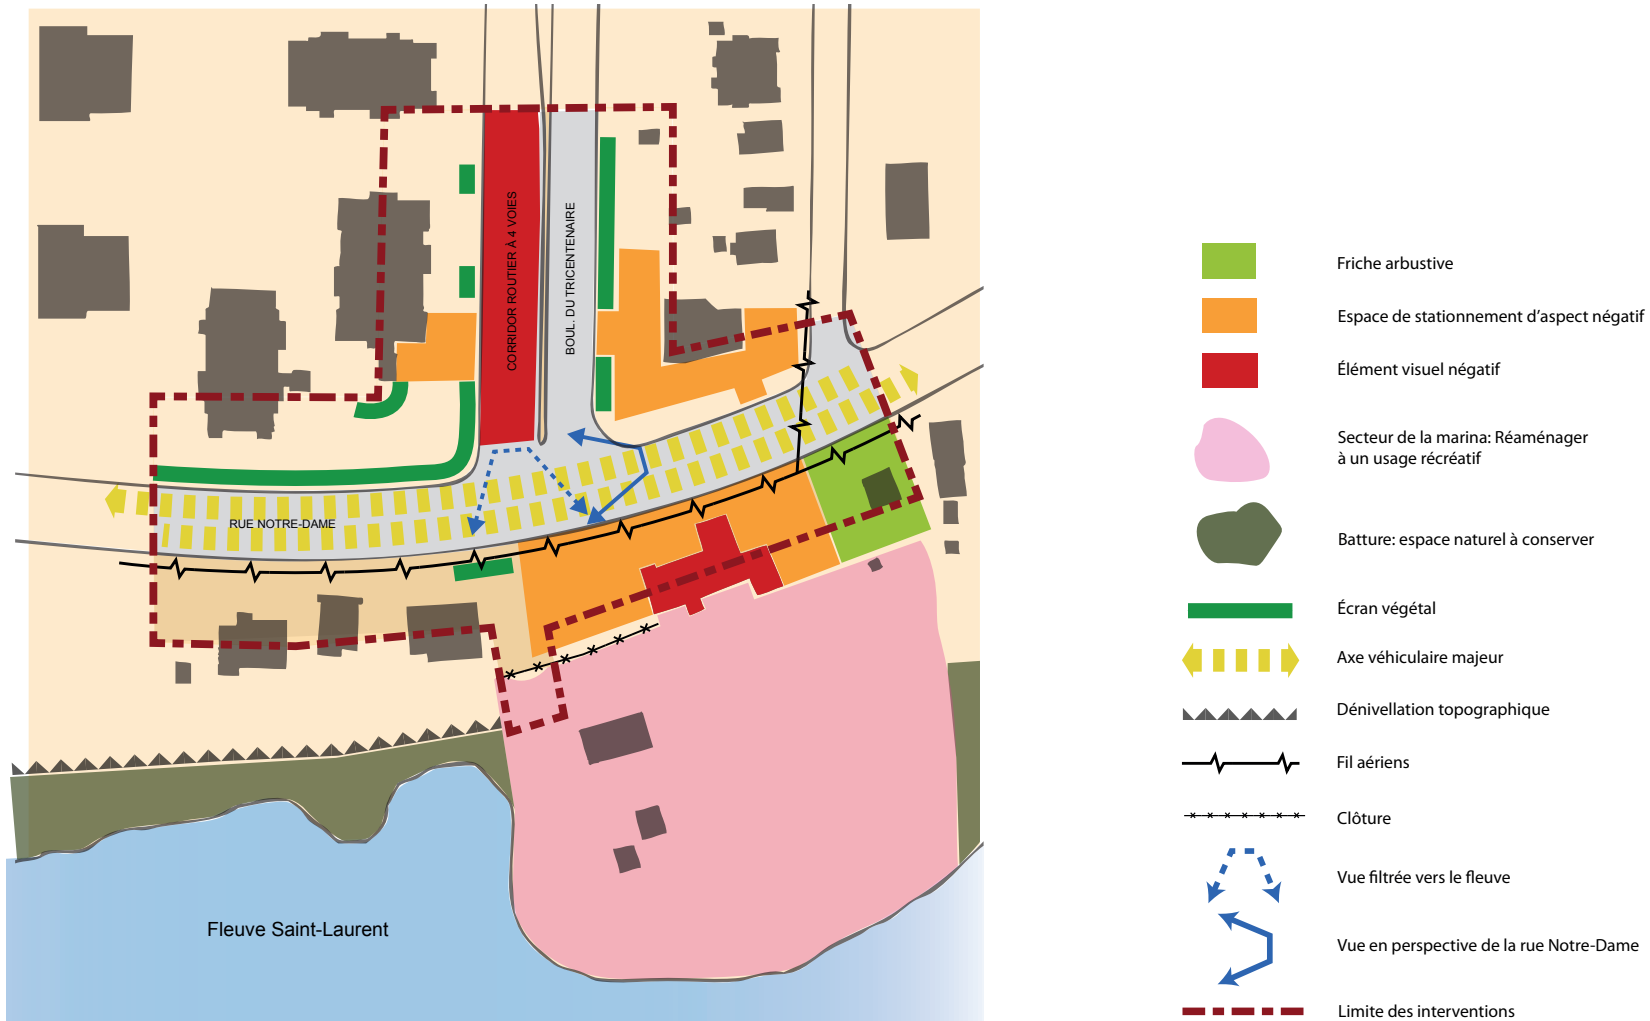 CORRIDOR ROUTIER À 4 VOIES
BOUL. DU TRICENTENAIRE
RUE NOTRE-DAME
Fleuve Saint-Laurent
Friche arbustive
Espace de stationnement d'aspect négatif
Élément visuel négatif
Secteur de la marina: Réaménager
à un usage récréatif
Batture: espace naturel à conserver
Écran végétal
Axe véhiculaire majeur
Dénivellation topographique
Fil aériens
Clôture
Vue filtrée vers le fleuve
Vue en perspective de la rue Notre-Dame
Limite des interventions